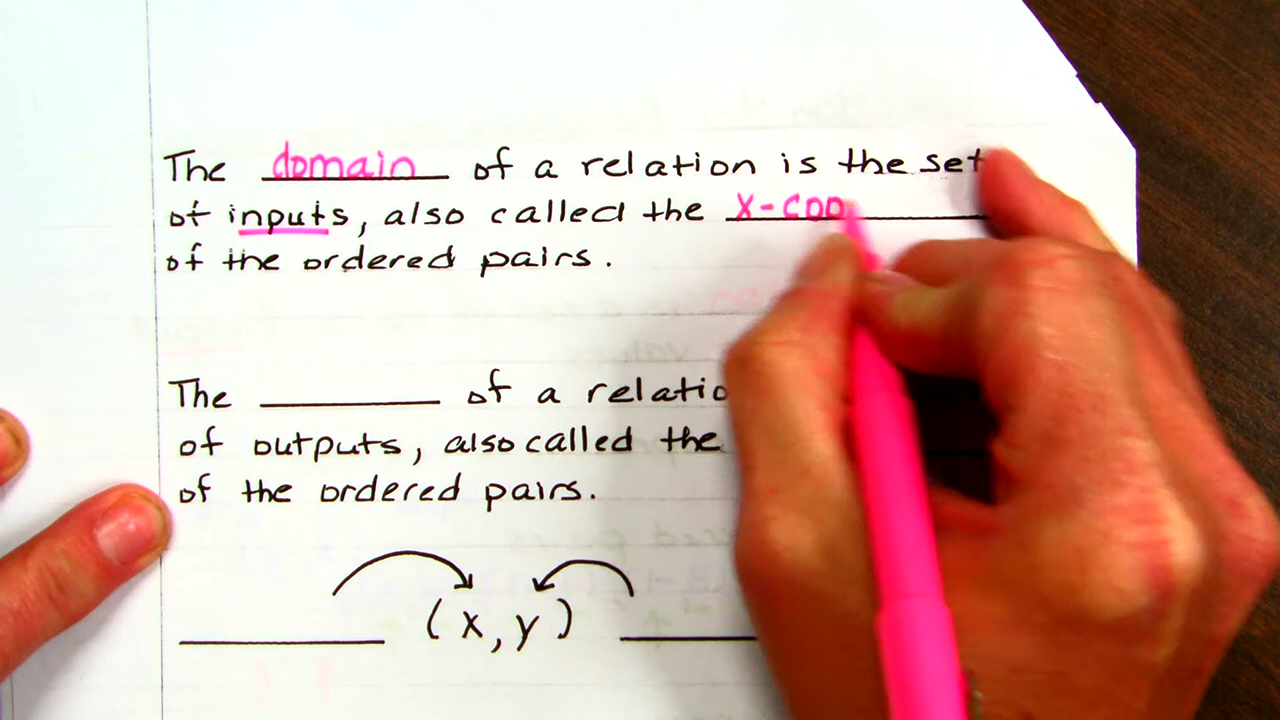 The domain of a relation is the set
of inputs, also called the x-coo
of the ordered pairs.
The of a relatio
of outputs, also called the
of the ordered pairs.
(x, y)